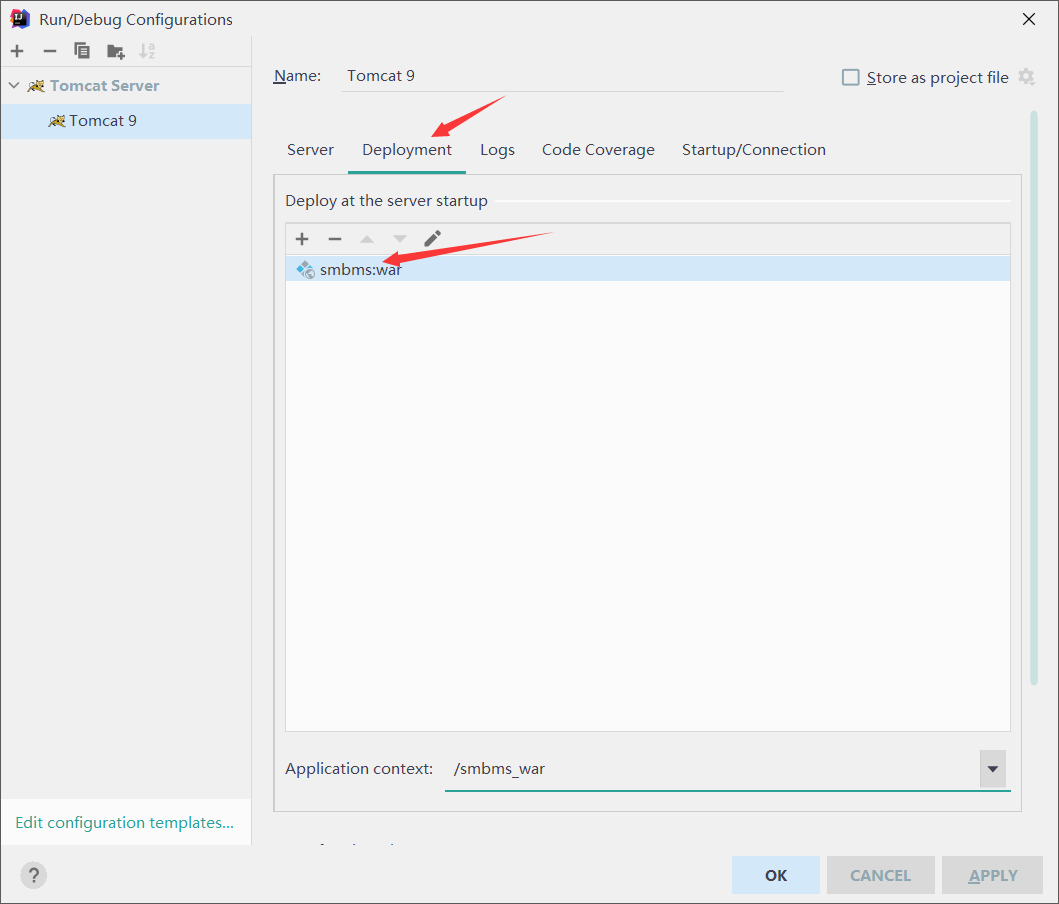 Run/Debug Configurations
Name: Tomcat 9
Store as project file
Tomcat Server
Tomcat 9
Server Deployment Logs Code Coverage Startup/Connection
Deploy at the server startup
smbms:war
Application context: /smbms_war
Edit configuration templates...
? OK CANCEL APPLY